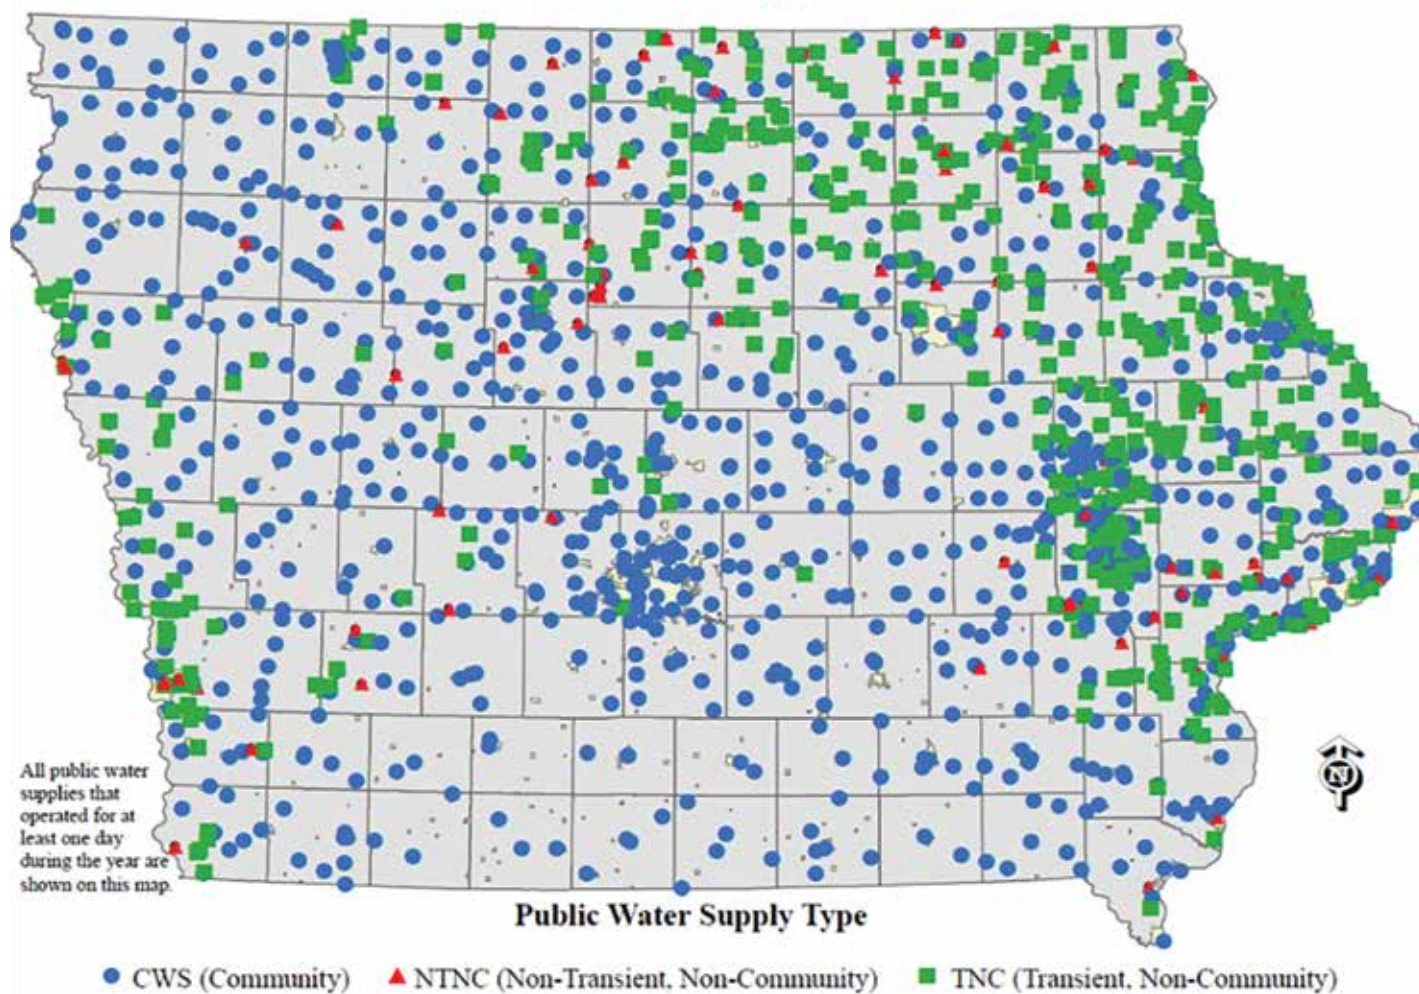 All public water
supplies that
operated for at
least one day
during the year are
shown on this map.
N
Public Water Supply Type
CWS (Community)
NTNC (Non-Transient, Non-Community)
TNC (Transient, Non-Community)